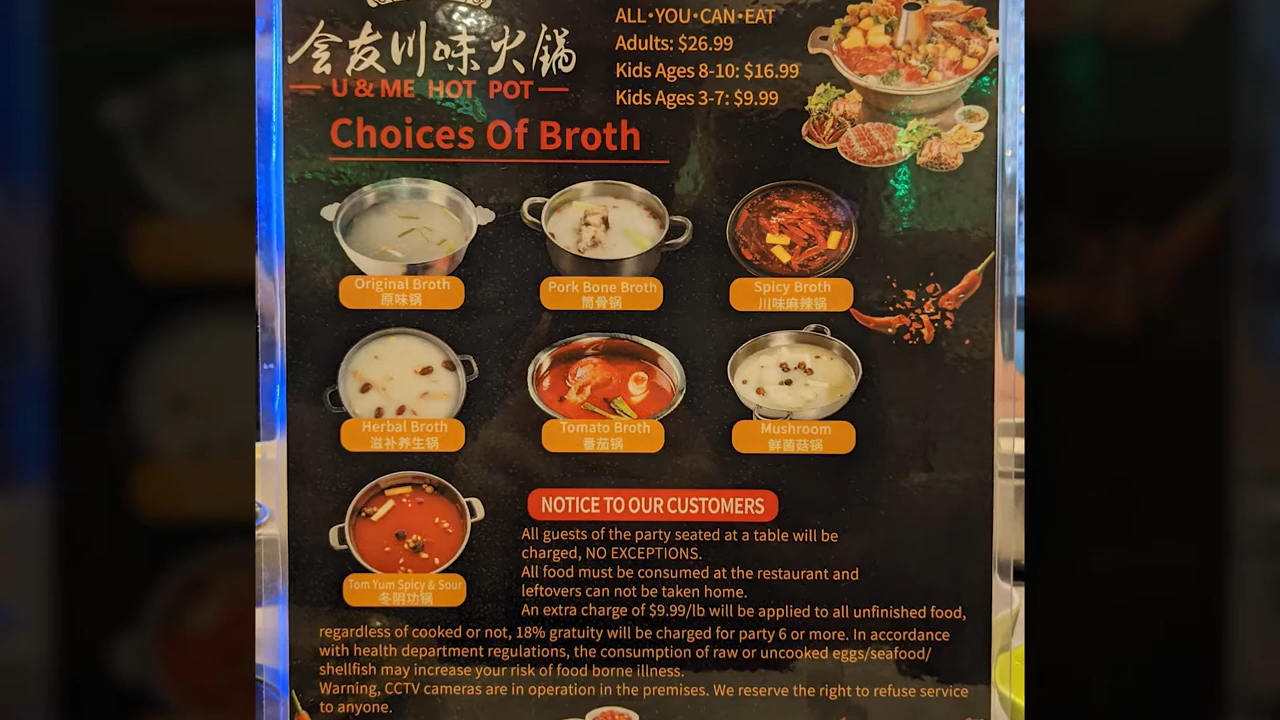 会友川味火锅
U & ME HOT POT
ALL•YOU•CAN•EAT
Adults: $26.99
Kids Ages 8-10: $16.99
Kids Ages 3-7: $9.99
Choices Of Broth
Original Broth
原味锅
Pork Bone Broth
筒骨锅
Spicy Broth
川味麻辣锅
Herbal Broth
滋补养生锅
Tomato Broth
番茄锅
Mushroom
鲜菌菇锅
Tom Yum Spicy & Sour
冬阴功锅
NOTICE TO OUR CUSTOMERS
All guests of the party seated at a table will be
charged, NO EXCEPTIONS.
All food must be consumed at the restaurant and
leftovers can not be taken home.
An extra charge of $9.99/lb will be applied to all unfinished food,
regardless of cooked or not, 18% gratuity will be charged for party 6 or more. In accordance
with health department regulations, the consumption of raw or uncooked eggs/seafood/
shellfish may increase your risk of food borne illness.
Warning, CCTV cameras are in operation in the premises. We reserve the right to refuse service
to anyone.